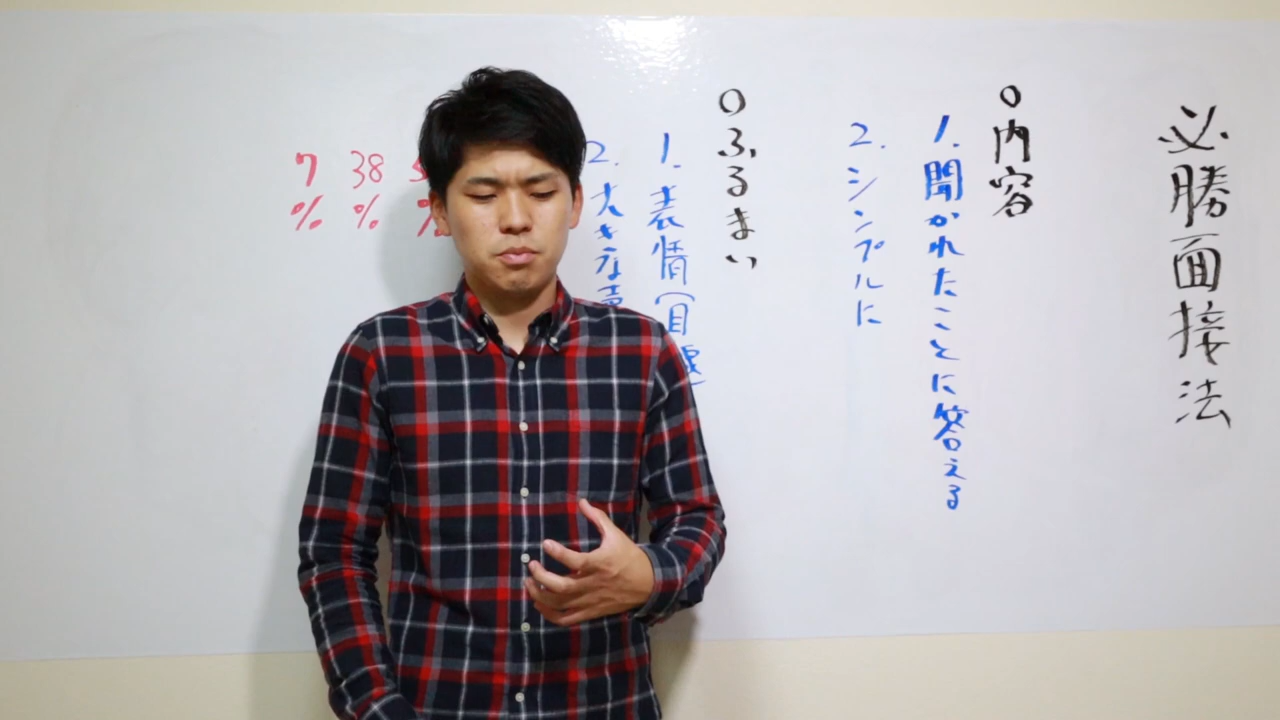 必勝面接法
○内容
1. 聞かれたことに答える
2. シンプルに
○ふるまい
1. 表情(目
2. 大きな声
38%
7%